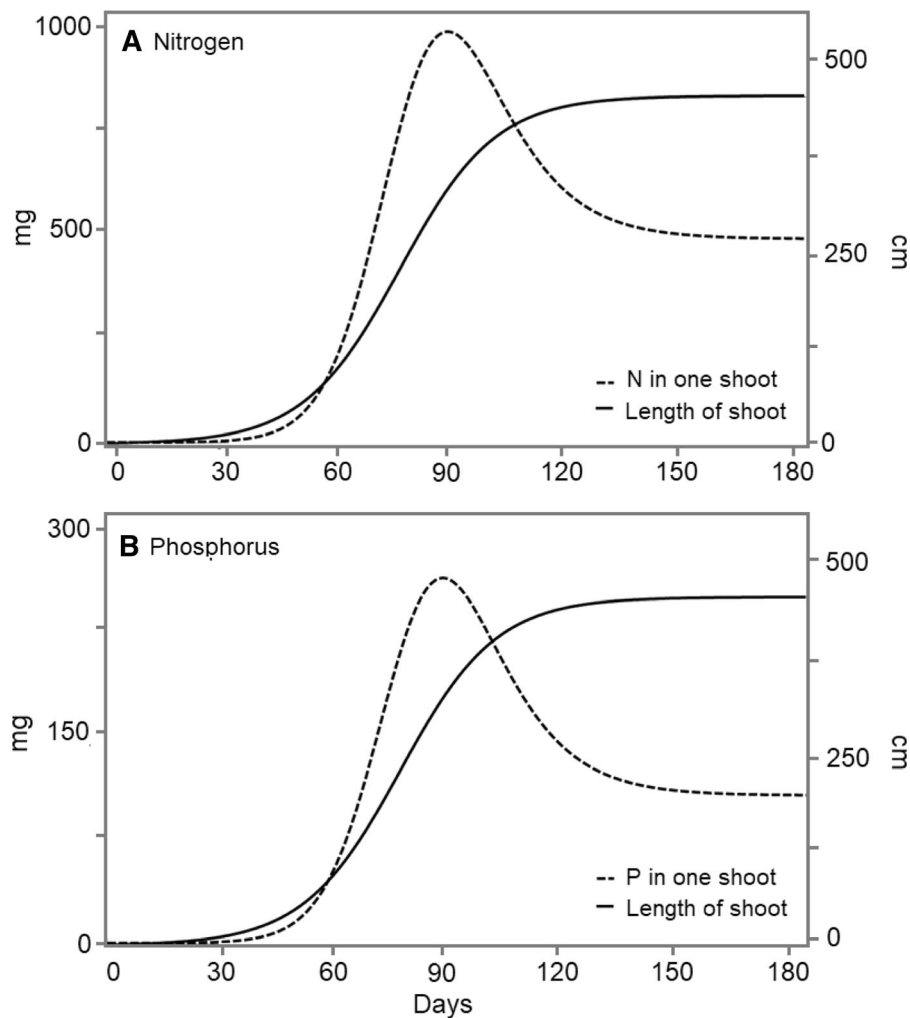 A Nitrogen
1000
500
0
mg
500
250
0
cm
N in one shoot
Length of shoot
0 30 60 90 120 150 180
B Phosphorus
300
150
0
mg
500
250
0
cm
P in one shoot
Length of shoot
0 30 60 90 120 150 180
Days